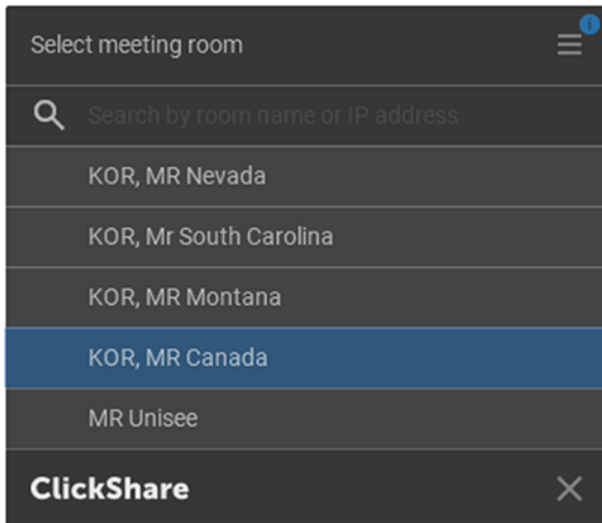 Select meeting room
i
Search by room name or IP address
KOR, MR Nevada
KOR, Mr South Carolina
KOR, MR Montana
KOR, MR Canada
MR Unisee
ClickShare